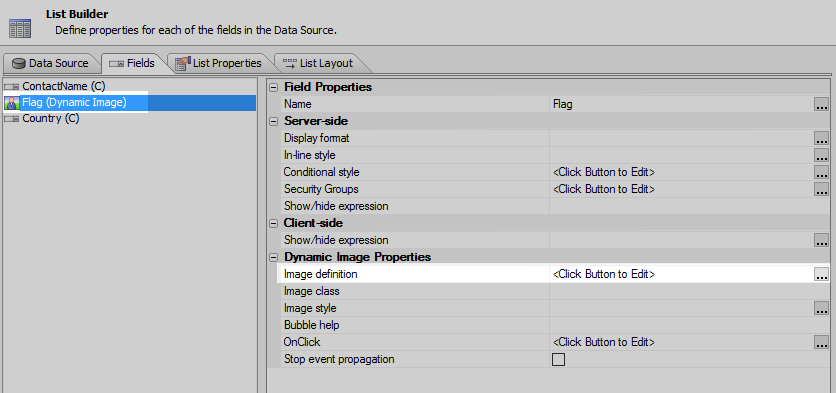 List Builder
Define properties for each of the fields in the Data Source.
Data Source Fields List Properties List Layout
ContactName (C)
Flag (Dynamic Image)
Country (C)
Field Properties
Name Flag ...
Server-side
Display format ...
In-line style ...
Conditional style <Click Button to Edit> ...
Security Groups <Click Button to Edit> ...
Show/hide expression
Client-side
Show/hide expression ...
Dynamic Image Properties
Image definition <Click Button to Edit> ...
Image class
Image style ...
Bubble help
OnClick <Click Button to Edit> ...
Stop event propagation